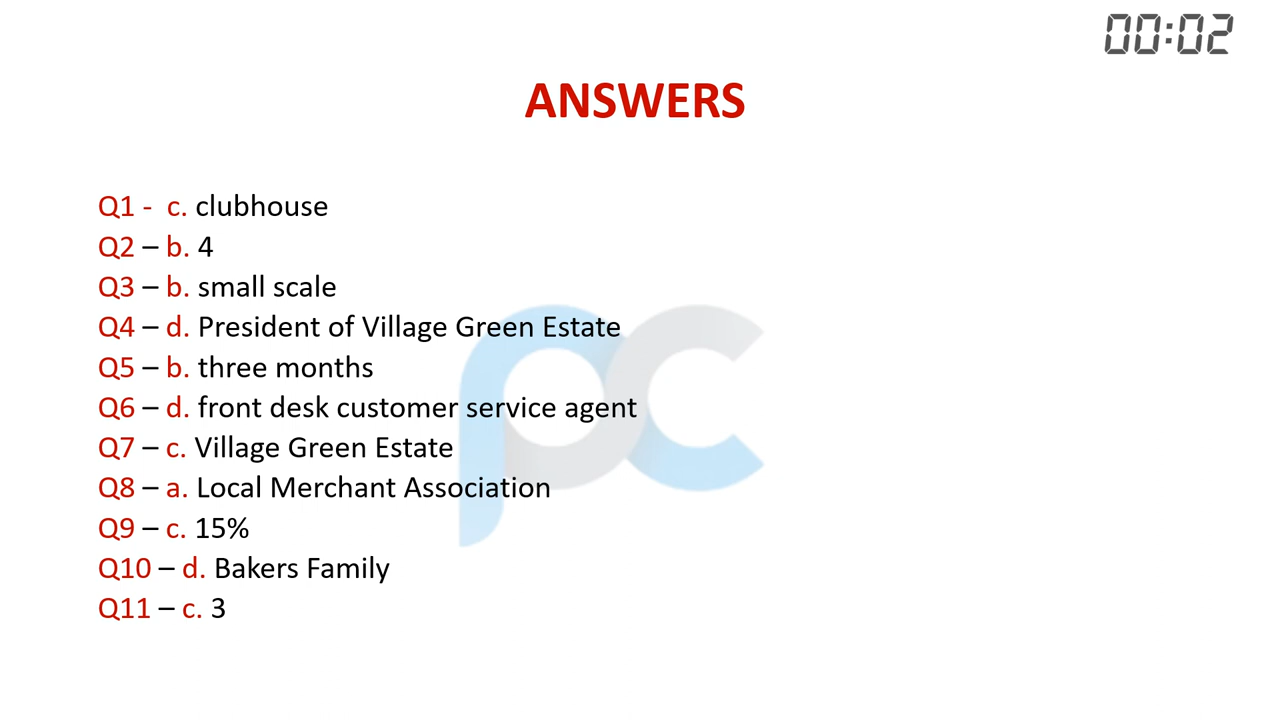 00:02
ANSWERS
Q1 - c. clubhouse
Q2 – b. 4
Q3 – b. small scale
Q4 – d. President of Village Green Estate
Q5 – b. three months
Q6 – d. front desk customer service agent
Q7 – c. Village Green Estate
Q8 – a. Local Merchant Association
Q9 – c. 15%
Q10 – d. Bakers Family
Q11 – c. 3
pc